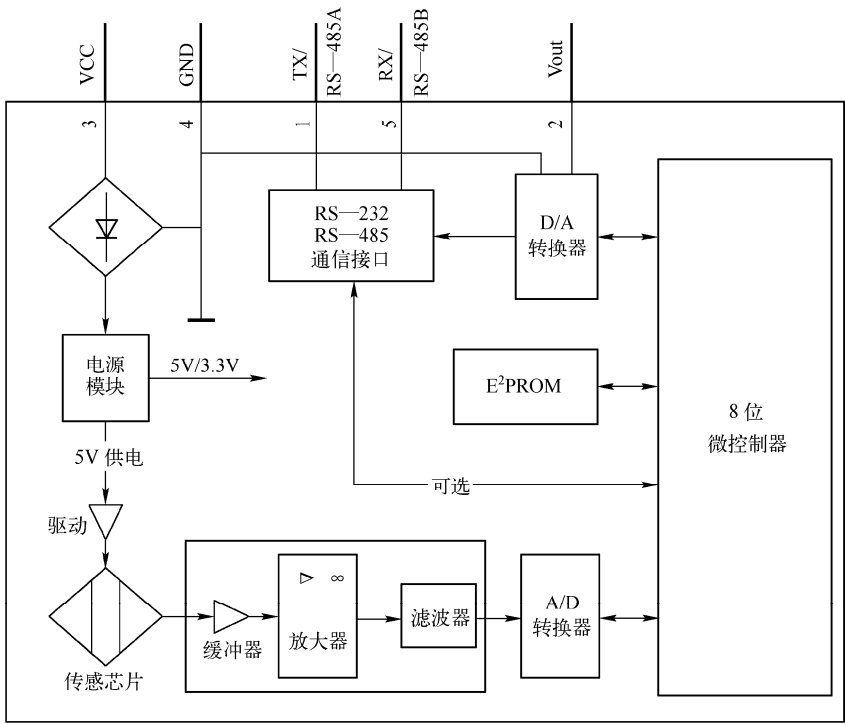 VCC
GND
TX/
RS—485A
RX/
RS—485B
Vout
3
4
1
5
2
RS—232
RS—485
通信接口
D/A
转换器
电源
模块
5V/3.3V
E²PROM
8 位
微控制器
5V 供电
可选
驱动
▷ ∞
A/D
转换器
缓冲器
放大器
滤波器
传感芯片